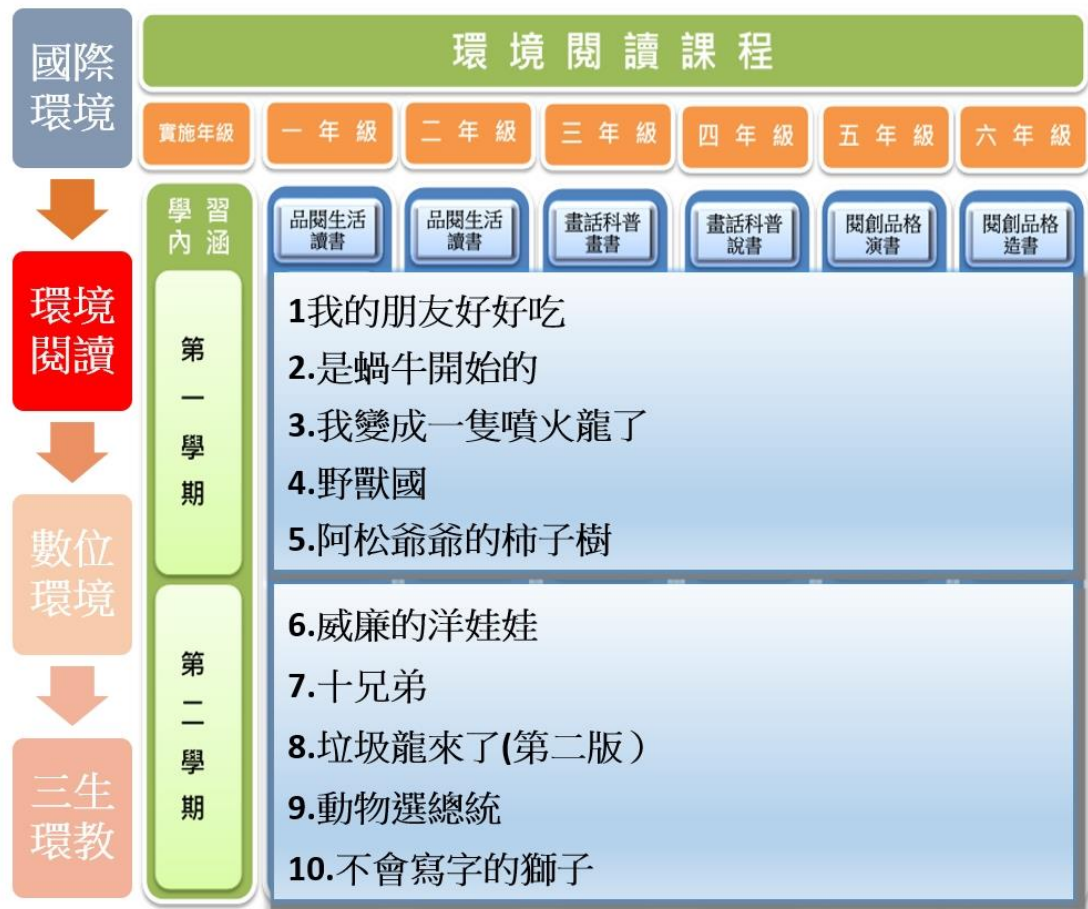 國際
環境
環境
閱讀
數位
環境
三生
環教
環境閱讀課程
實施年級
一年級
二年級
三年級
四年級
五年級
六年級
學習
內涵
品閱生活
讀書
品閱生活
讀書
畫話科普
畫書
畫話科普
說書
閱創品格
演書
閱創品格
造書
第一學期
1我的朋友好好吃
2.是蝸牛開始的
3.我變成一隻噴火龍了
4.野獸國
5.阿松爺爺的柿子樹
第二學期
6.威廉的洋娃娃
7.十兄弟
8.垃圾龍來了(第二版）
9.動物選總統
10.不會寫字的獅子